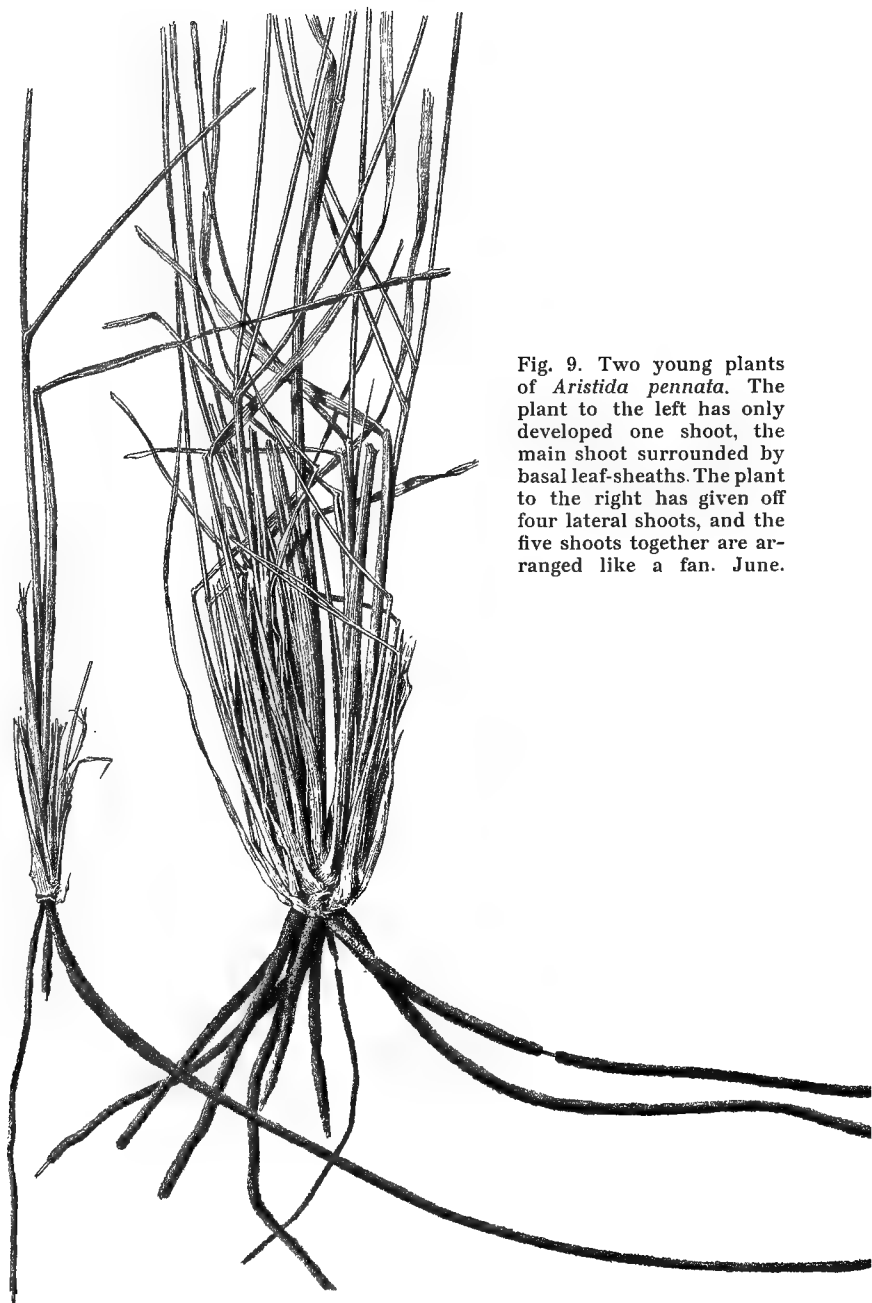 Fig. 9. Two young plants
of Aristida pennata. The
plant to the left has only
developed one shoot, the
main shoot surrounded by
basal leaf-sheaths. The plant
to the right has given off
four lateral shoots, and the
five shoots together are ar-
ranged like a fan. June.